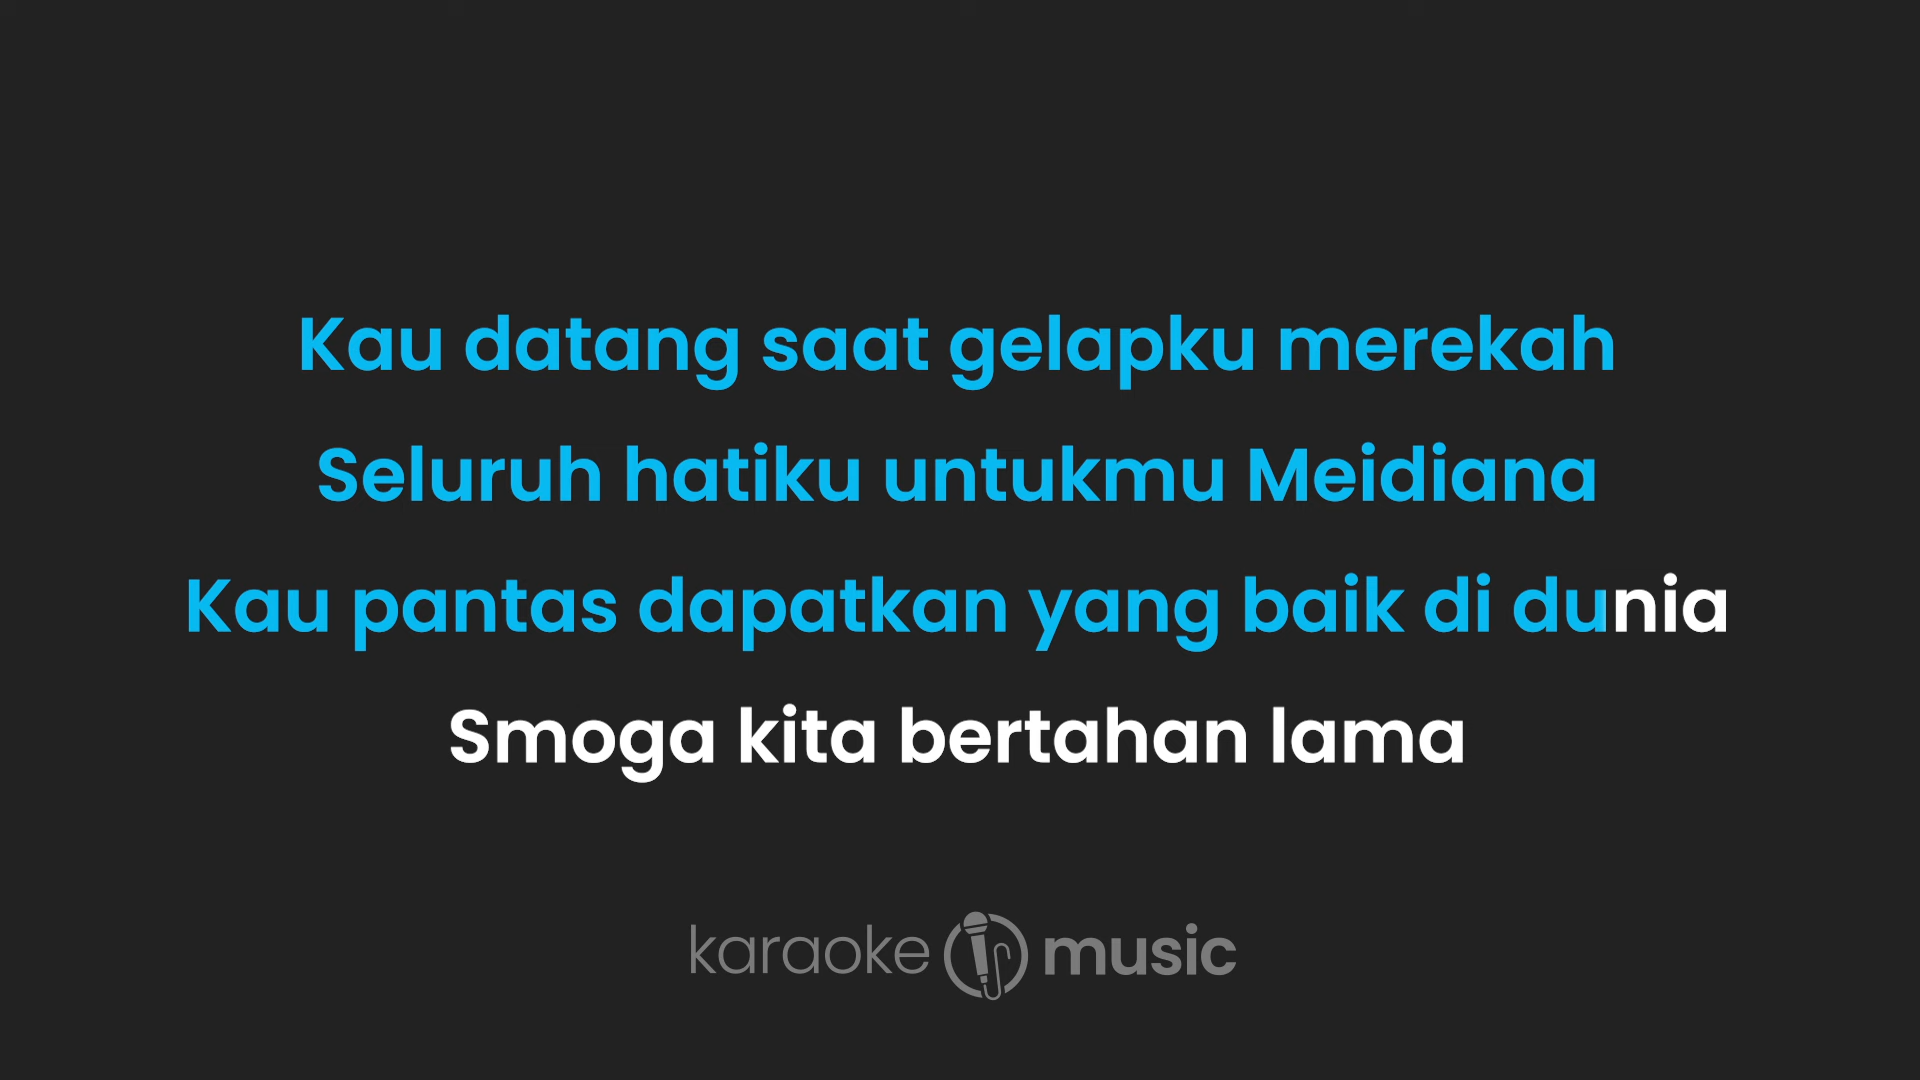 Kau datang saat gelapku merekah
Seluruh hatiku untukmu Meidiana
Kau pantas dapatkan yang baik di dunia
Smoga kita bertahan lama
karaoke music